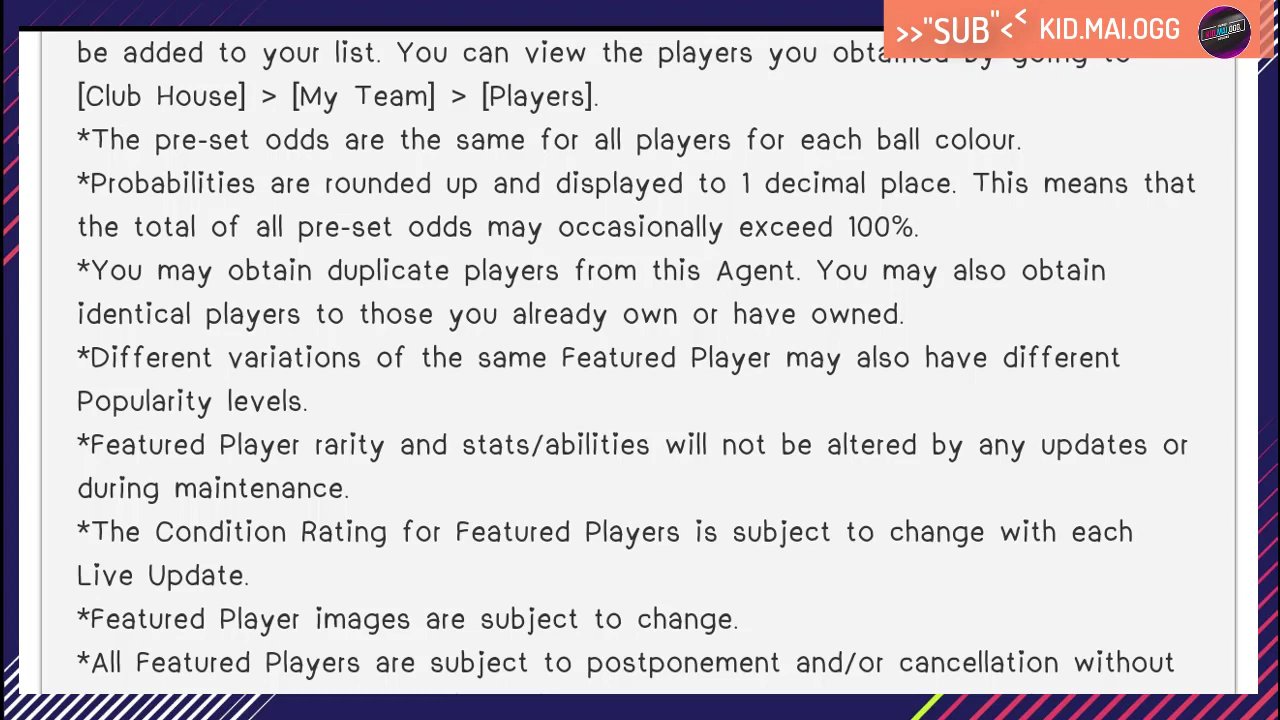 >>"SUB"<< KID.MAI.OGG
be added to your list. You can view the players you obtained by going to
[Club House] > [My Team] > [Players].
*The pre-set odds are the same for all players for each ball colour.
*Probabilities are rounded up and displayed to 1 decimal place. This means that
the total of all pre-set odds may occasionally exceed 100%.
*You may obtain duplicate players from this Agent. You may also obtain
identical players to those you already own or have owned.
*Different variations of the same Featured Player may also have different
Popularity levels.
*Featured Player rarity and stats/abilities will not be altered by any updates or
during maintenance.
*The Condition Rating for Featured Players is subject to change with each
Live Update.
*Featured Player images are subject to change.
*All Featured Players are subject to postponement and/or cancellation without